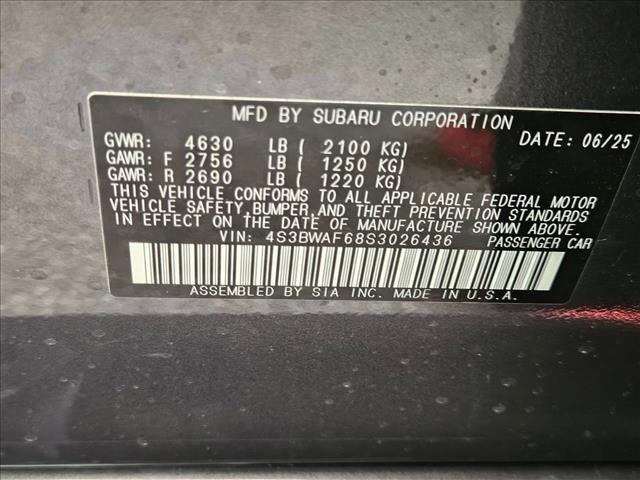 MFD BY SUBARU CORPORATION
DATE: 06/25
GVWR: 4630 LB ( 2100 KG)
GAWR: F 2756 LB ( 1250 KG)
GAWR: R 2690 LB ( 1220 KG)
THIS VEHICLE CONFORMS TO ALL APPLICABLE FEDERAL MOTOR
VEHICLE SAFETY, BUMPER, AND THEFT PREVENTION STANDARDS
IN EFFECT ON THE DATE OF MANUFACTURE SHOWN ABOVE.
VIN: 4S3BWAF68S3026436 PASSENGER CAR
ASSEMBLED BY SIA INC. MADE IN U.S.A.